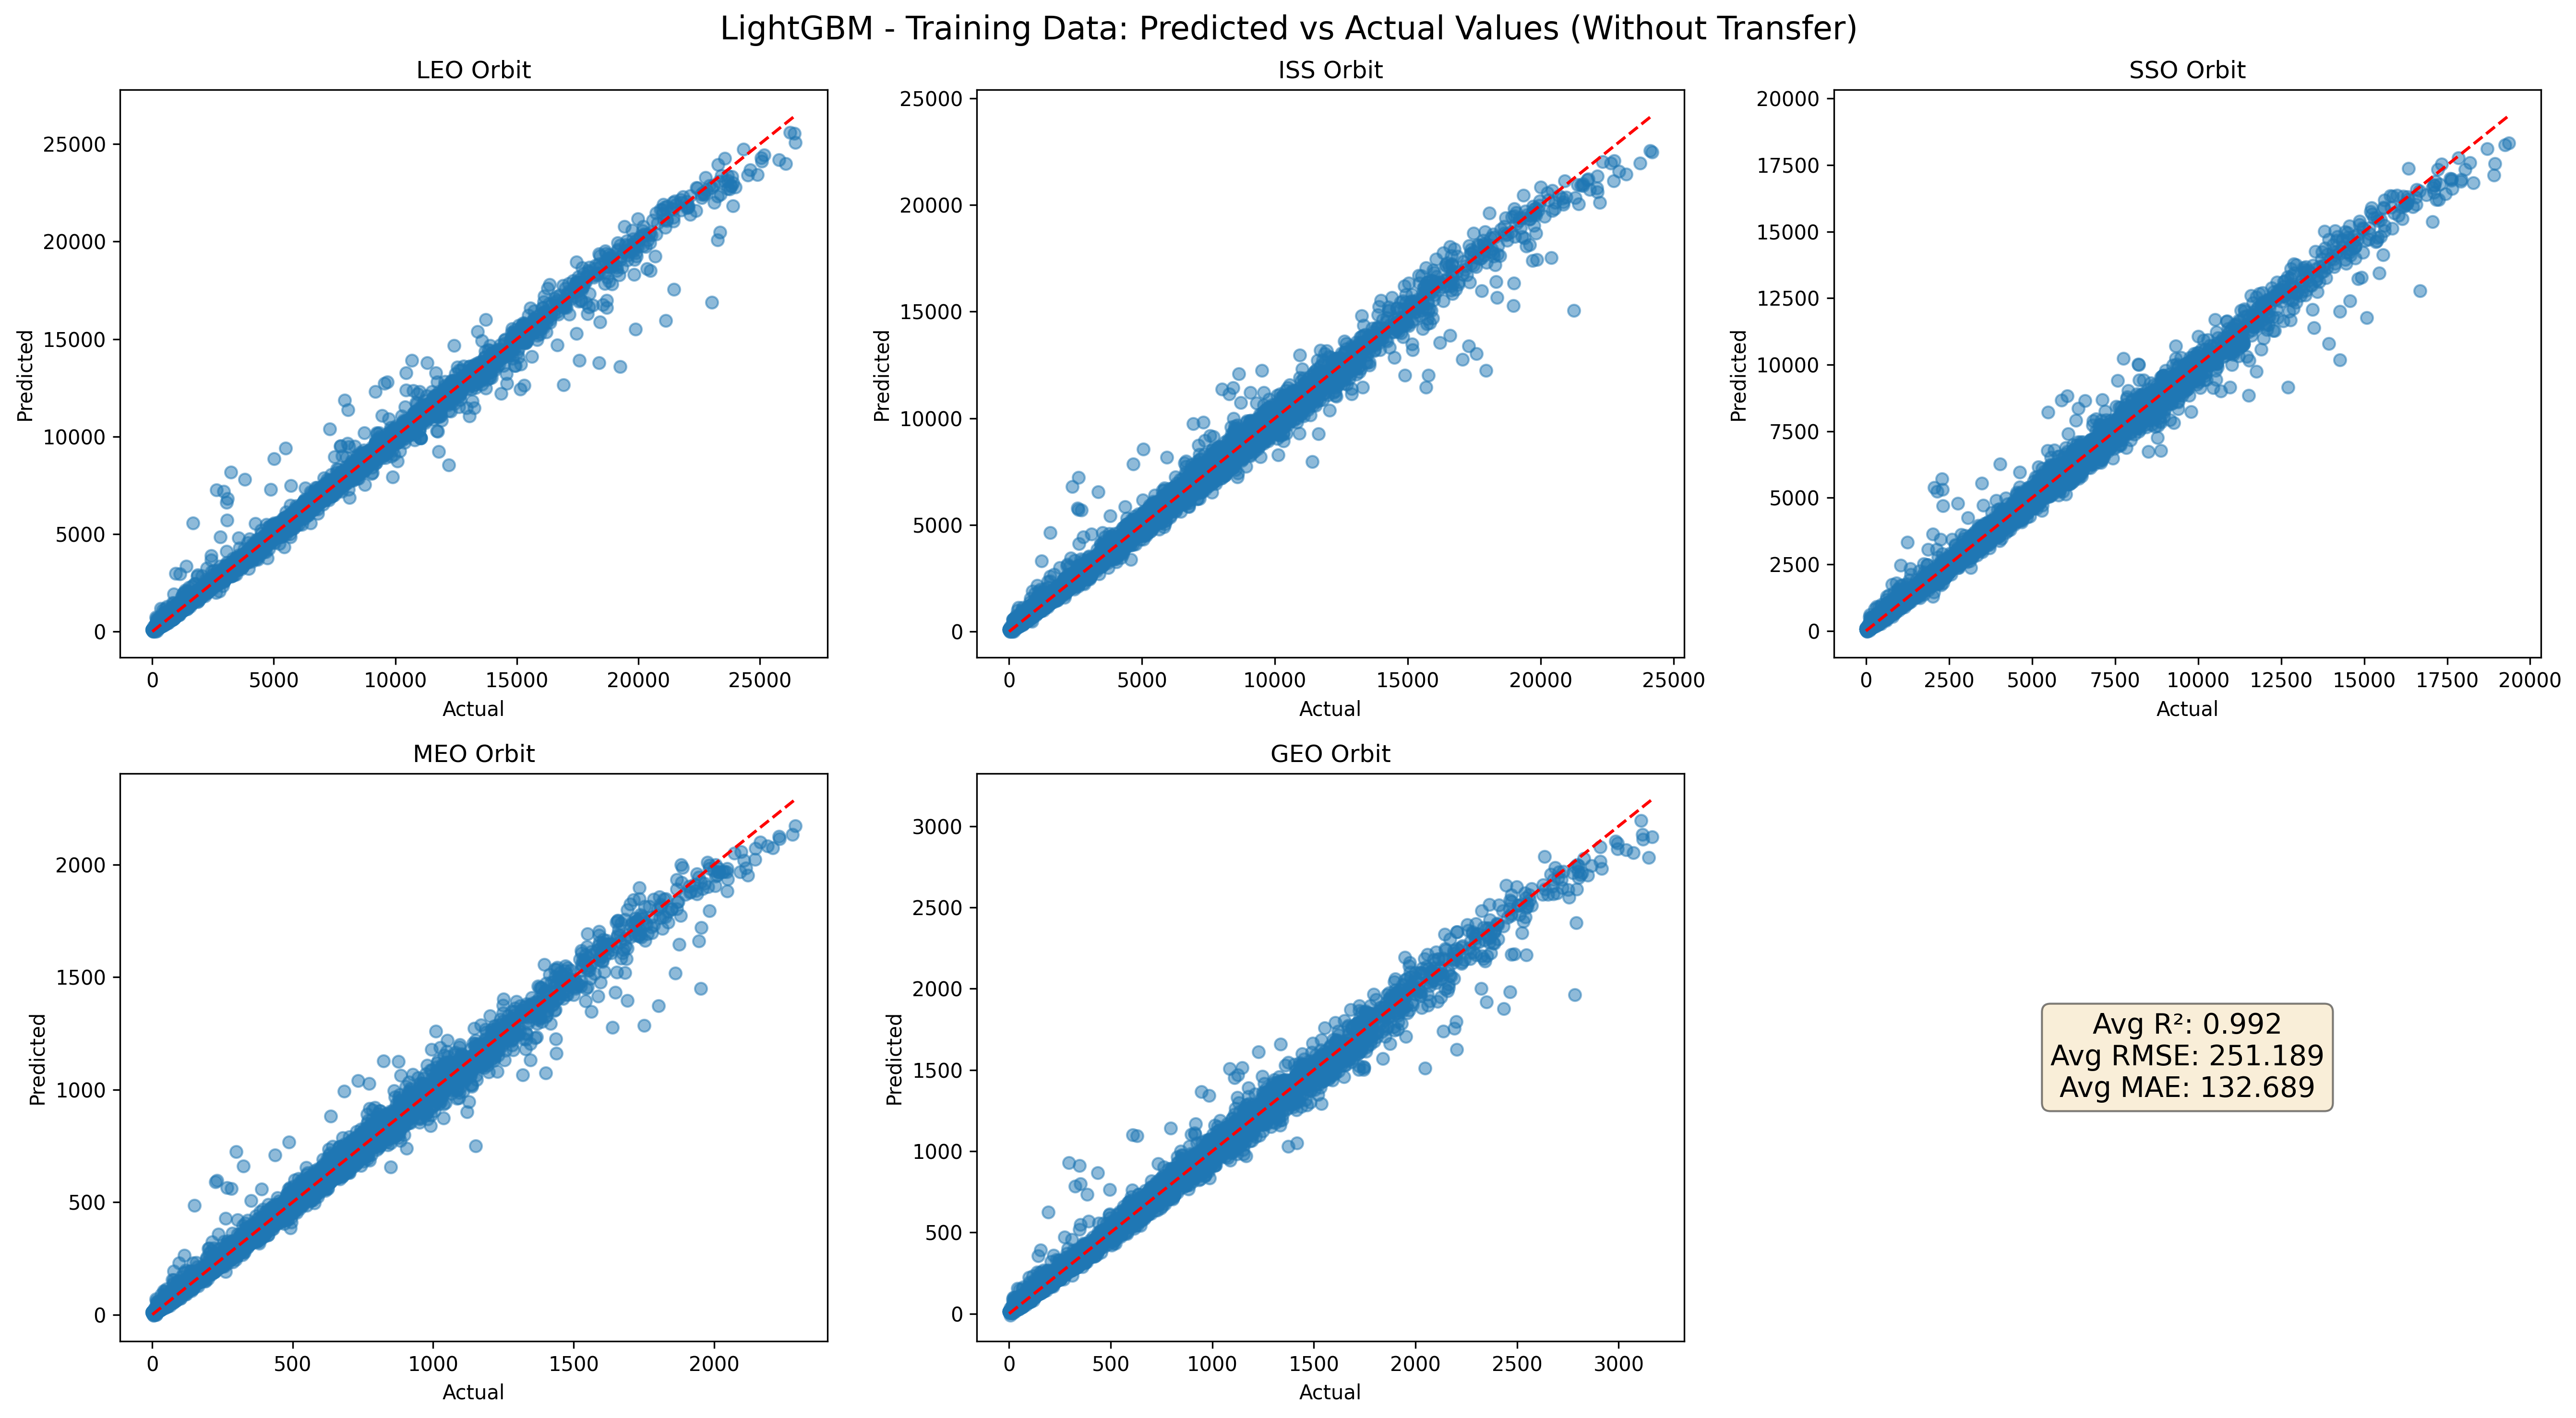 LightGBM - Training Data: Predicted vs Actual Values (Without Transfer)
LEO Orbit
25000
20000
15000
10000
5000
0
Predicted
0 5000 10000 15000 20000 25000
Actual
ISS Orbit
25000
20000
15000
10000
5000
0
Predicted
0 5000 10000 15000 20000 25000
Actual
SSO Orbit
20000
17500
15000
12500
10000
7500
5000
2500
0
Predicted
0 2500 5000 7500 10000 12500 15000 17500 20000
Actual
MEO Orbit
2000
1500
1000
500
0
Predicted
0 500 1000 1500 2000
Actual
GEO Orbit
3000
2500
2000
1500
1000
500
0
Predicted
0 500 1000 1500 2000 2500 3000
Actual
Avg R²: 0.992
Avg RMSE: 251.189
Avg MAE: 132.689